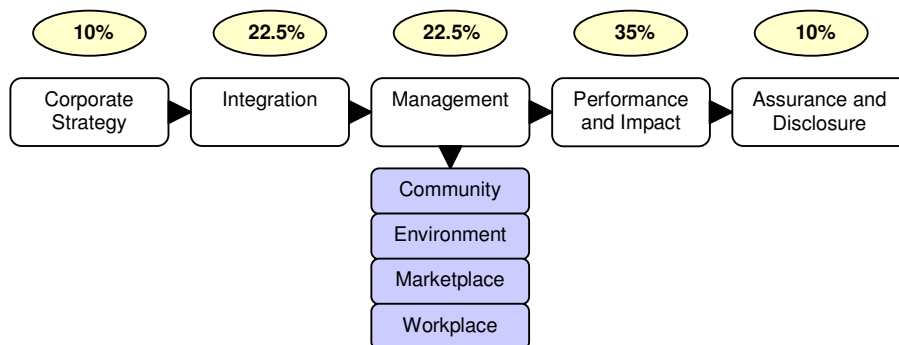 10%
22.5%
22.5%
35%
10%
Corporate
Strategy
Integration
Management
Performance
and Impact
Assurance and
Disclosure
Community
Environment
Marketplace
Workplace